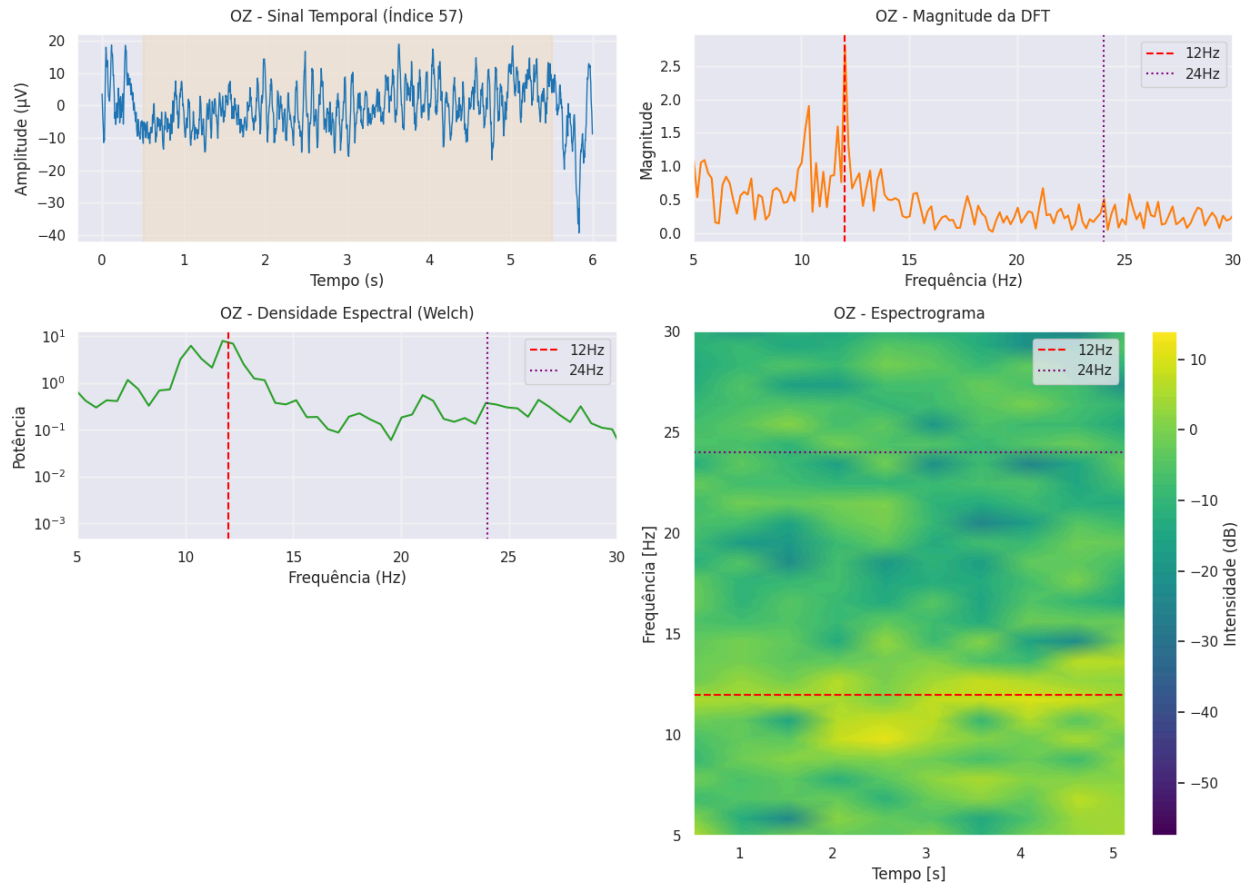 OZ - Sinal Temporal (Índice 57)
20
10
0
−10
−20
−30
−40
Amplitude (µV)
0 1 2 3 4 5 6
Tempo (s)
OZ - Magnitude da DFT
2.5
2.0
1.5
1.0
0.5
0.0
Magnitude
12Hz
24Hz
5 10 15 20 25 30
Frequência (Hz)
OZ - Densidade Espectral (Welch)
10¹
10⁰
10⁻¹
10⁻²
10⁻³
Potência
12Hz
24Hz
5 10 15 20 25 30
Frequência (Hz)
OZ - Espectrograma
30
25
20
15
10
5
Frequência [Hz]
12Hz
24Hz
1 2 3 4 5
Tempo [s]
10
0
−10
−20
−30
−40
−50
Intensidade (dB)